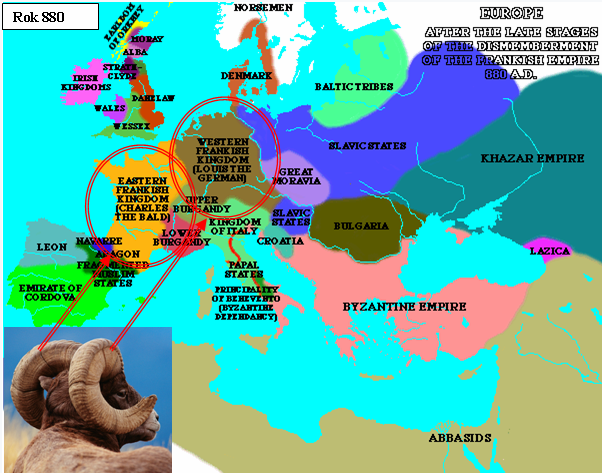 Rok 880
EUROPE
AFTER THE LATE STAGES
OF THE DISMEMBERMENT
OF THE FRANKISH EMPIRE
880 A.D.
NORSEMEN
EARLDOM
OF ORKNEY
MORAY
ALBA
STRATH-
CLYDE
IRISH
KINGDOMS
DANELAW
WALES
WESSEX
DENMARK
BALTIC TRIBES
WESTERN
FRANKISH
KINGDOM
(LOUIS THE
GERMAN)
SLAVIC STATES
KHAZAR EMPIRE
GREAT
MORAVIA
EASTERN
FRANKISH
KINGDOM
(CHARLES
THE BALD)
UPPER
BURGANDY
KINGDOM
OF ITALY
SLAVIC
STATES
BULGARIA
LOWER
BURGANDY
CROATIA
LAZICA
LEON
NAVARRE
ARAGON
FRAGMENTED
MUSLIM
STATES
EMIRATE OF
CORDOVA
PAPAL
STATES
PRINCIPALITY
OF BENEVENTO
(BYZANTINE
DEPENDANCY)
BYZANTINE EMPIRE
ABBASIDS